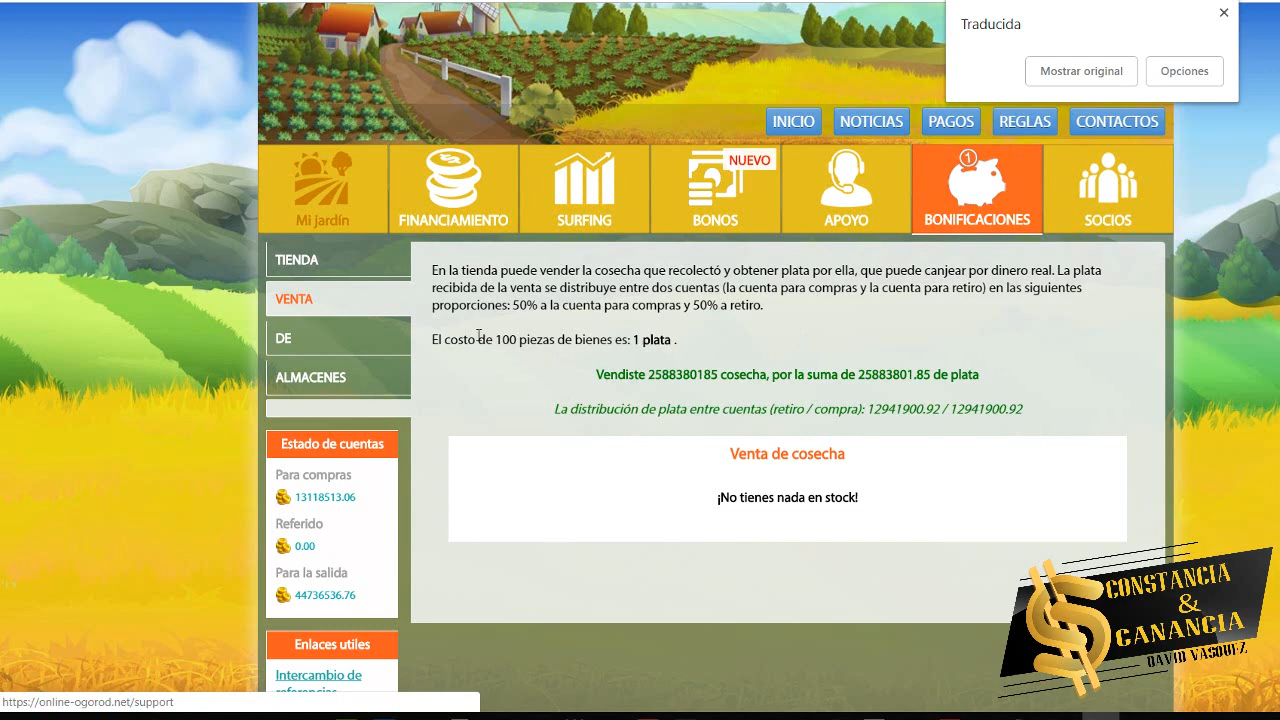 Traducida
Mostrar original
Opciones
INICIO
NOTICIAS
PAGOS
REGLAS
CONTACTOS
Mi jardín
FINANCIAMIENTO
SURFING
NUEVO
BONOS
APOYO
1
BONIFICACIONES
SOCIOS
TIENDA
VENTA
DE
ALMACENES
En la tienda puede vender la cosecha que recolectó y obtener plata por ella, que puede canjear por dinero real. La plata
recibida de la venta se distribuye entre dos cuentas (la cuenta para compras y la cuenta para retiro) en las siguientes
proporciones: 50% a la cuenta para compras y 50% a retiro.
El costo de 100 piezas de bienes es: 1 plata .
Vendiste 2588380185 cosecha, por la suma de 25883801.85 de plata
La distribución de plata entre cuentas (retiro / compra): 12941900.92 / 12941900.92
Venta de cosecha
¡No tienes nada en stock!
Estado de cuentas
Para compras
13118513.06
Referido
0.00
Para la salida
44736536.76
Enlaces utiles
Intercambio de
referencias
https://online-ogorod.net/support
CONSTANCIA
&
GANANCIA
DAVID VASQUEZ